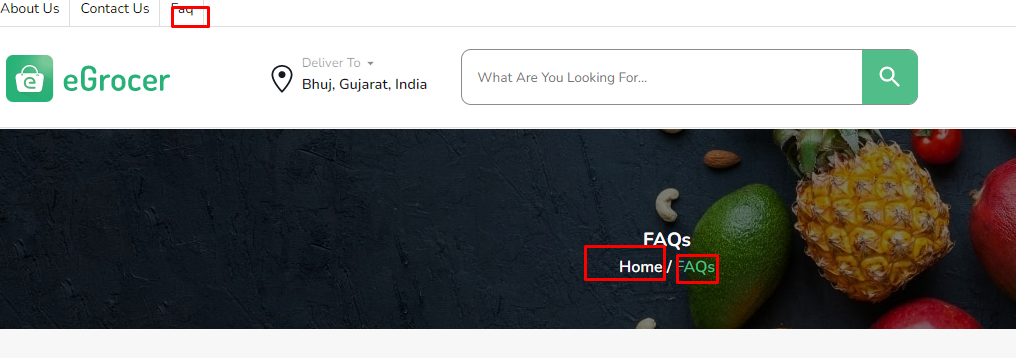 About Us
Contact Us
Faq
eGrocer
Deliver To
Bhuj, Gujarat, India
What Are You Looking For...
FAQs
Home / FAQs